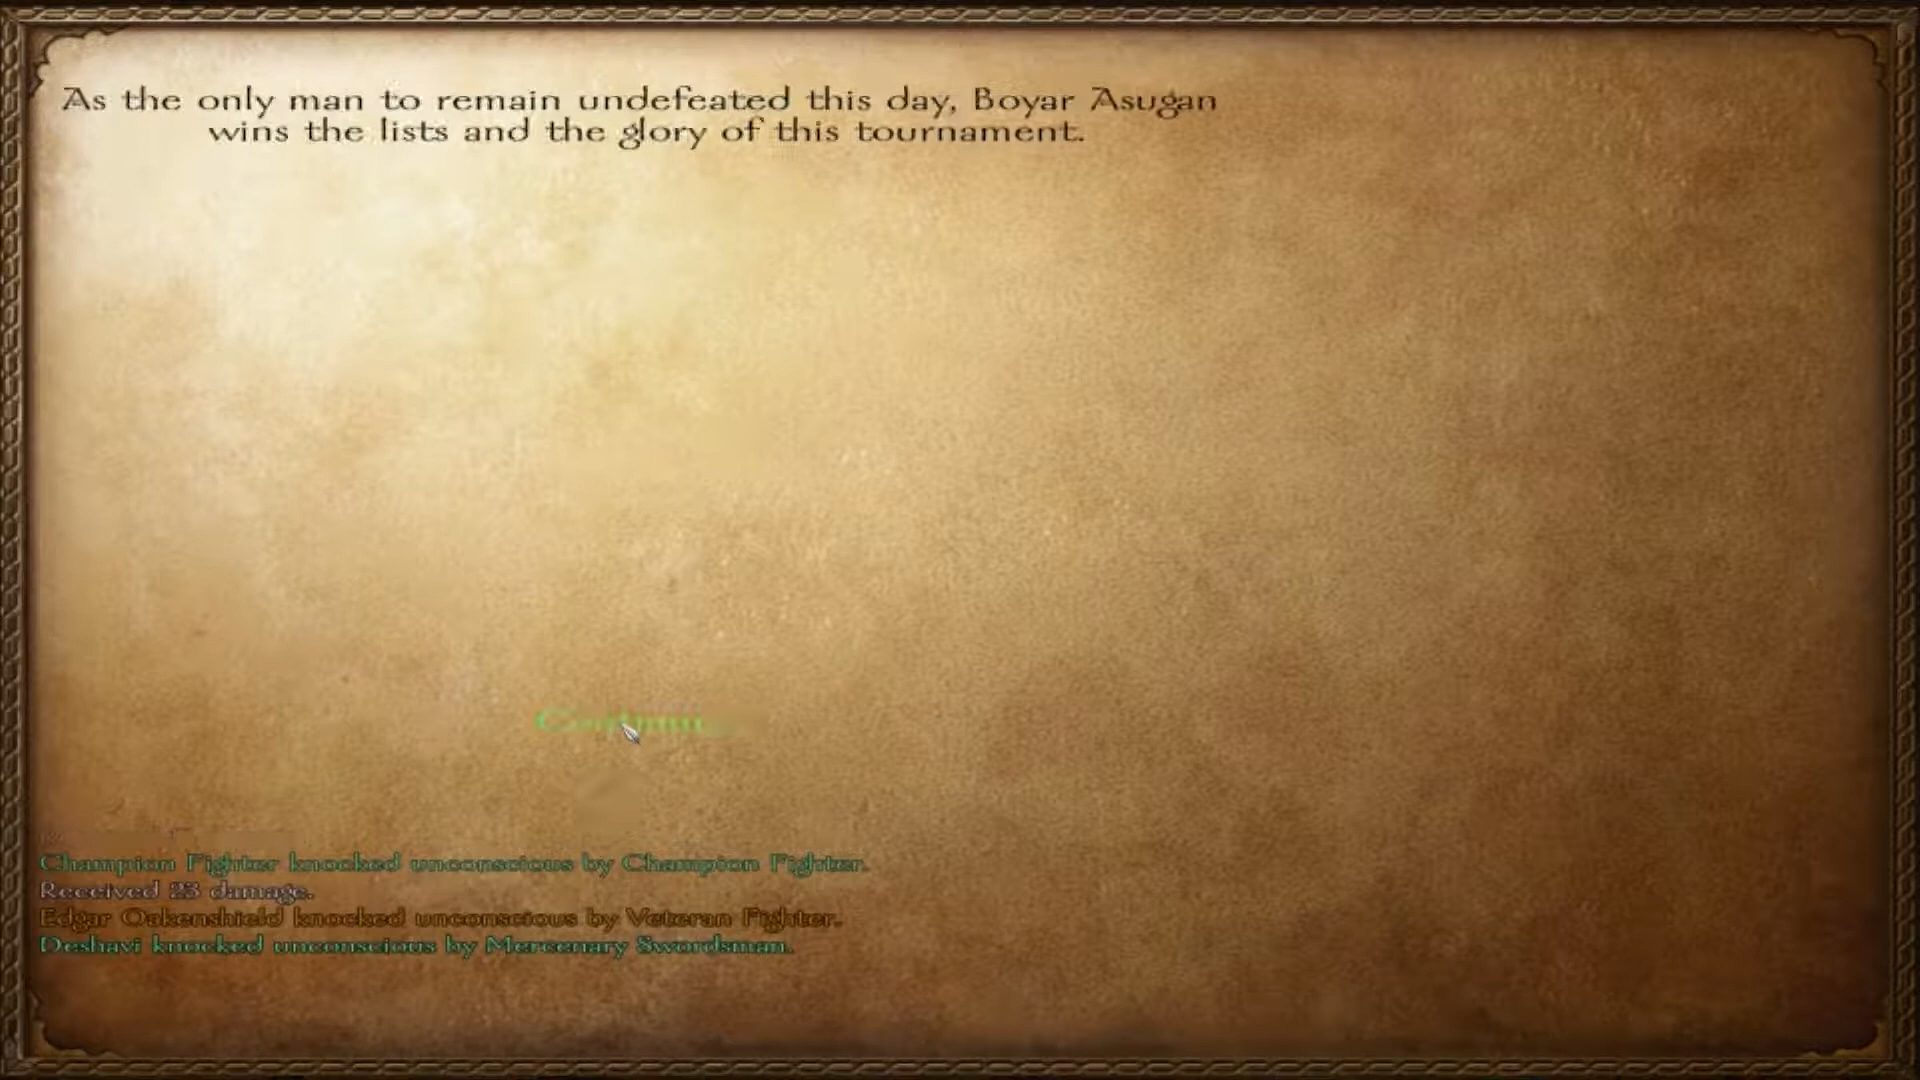 As the only man to remain undefeated this day, Boyar Asugan
wins the lists and the glory of this tournament.
Champion Fighter knocked unconscious by Champion Fighter.
Received 23 damage.
Edgar Oakenshield knocked unconscious by Veteran Fighter.
Deshavi knocked unconscious by Mercenary Swordsman.